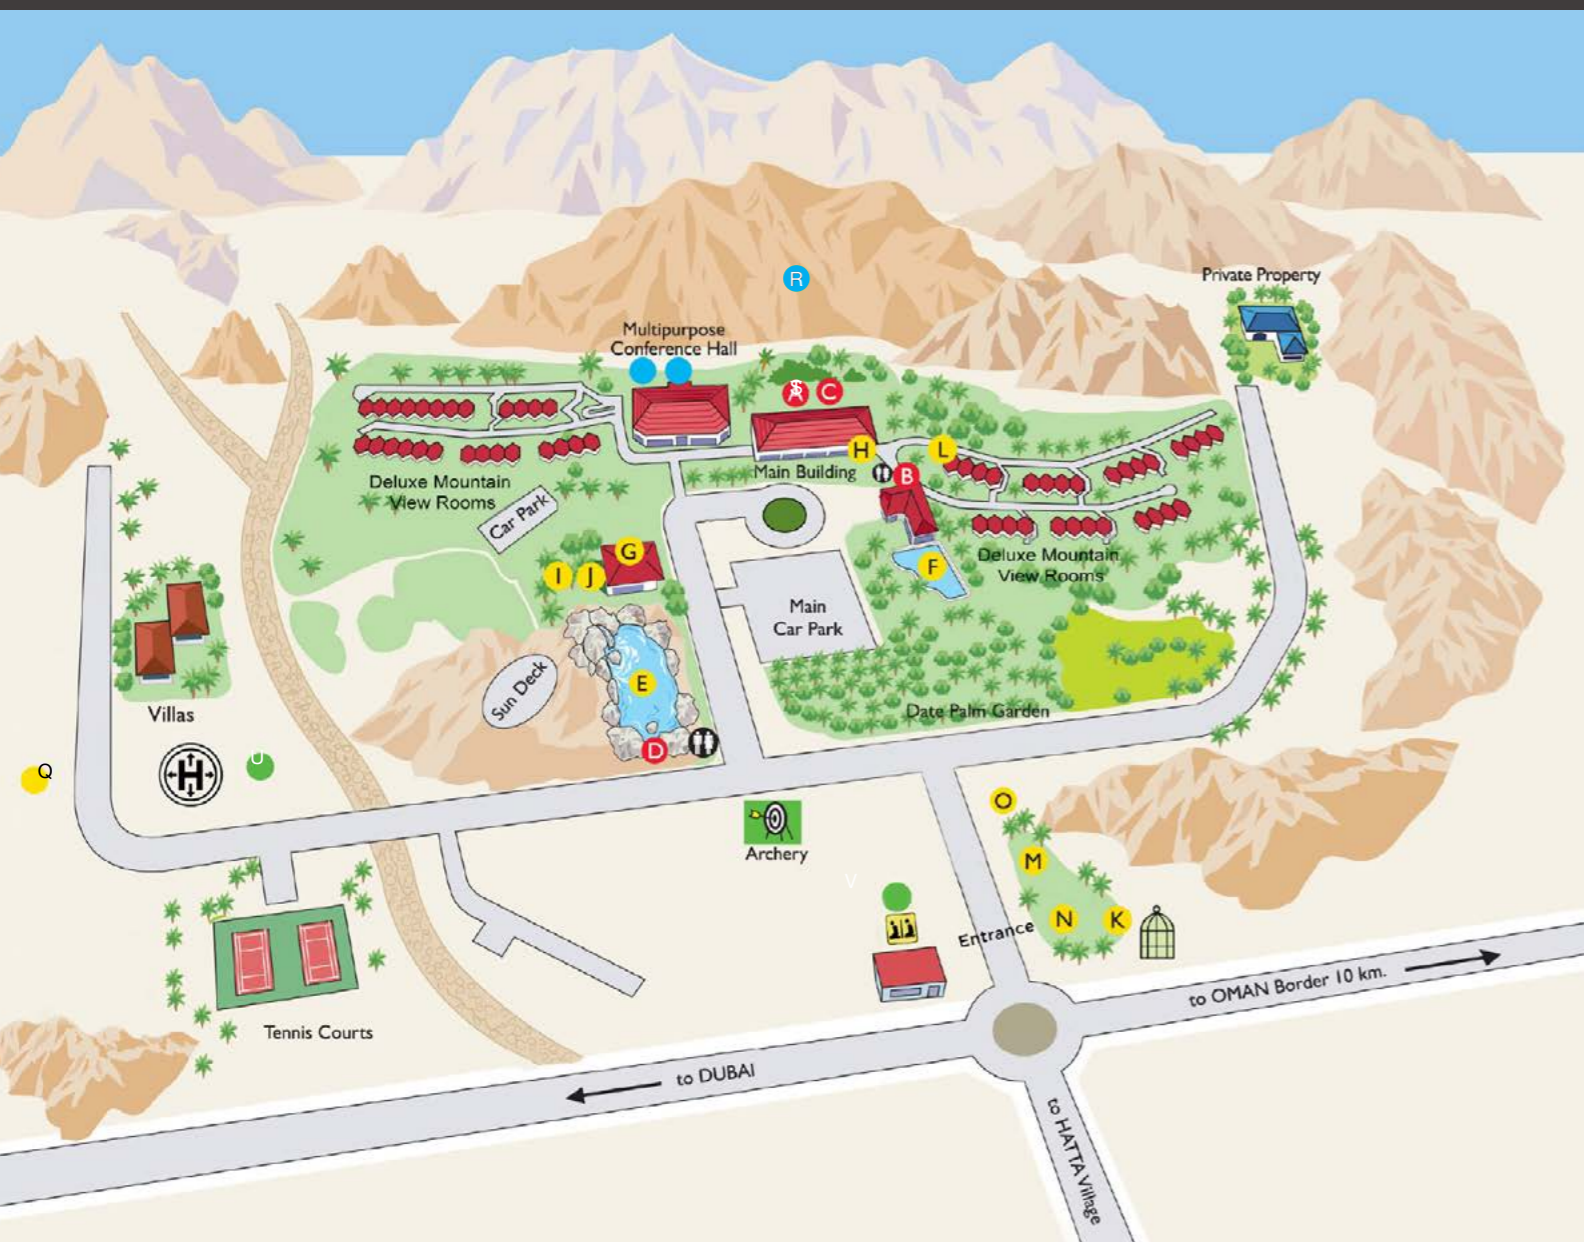 R
Private Property
Multipurpose
Conference Hall
C
H
L
Main Building
B
Deluxe Mountain
View Rooms
Car Park
G
I
J
F
Deluxe Mountain
View Rooms
Main
Car Park
E
Sun Deck
Villas
Date Palm Garden
D
Q
H
U
O
Archery
M
V
N
K
Entrance
to OMAN Border 10 km.
Tennis Courts
to DUBAI
to HATTA Village